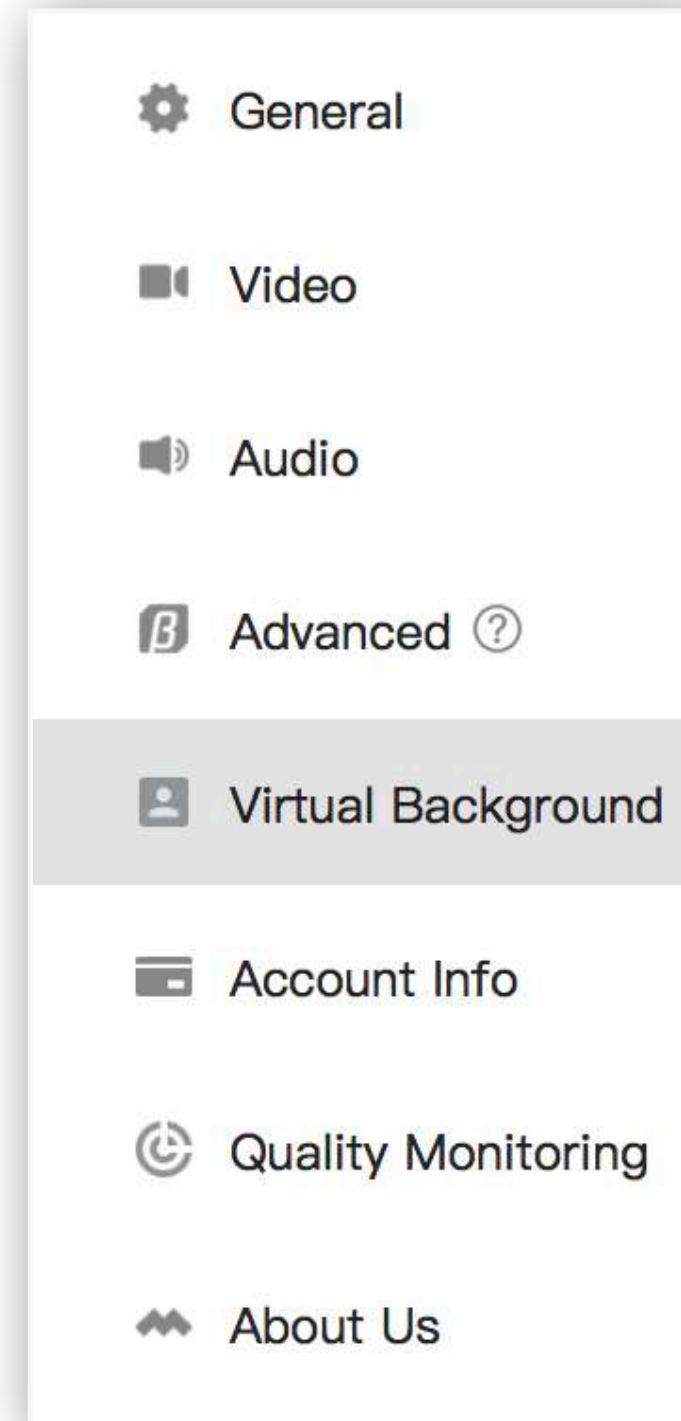 General
Video
Audio
β Advanced ?
Virtual Background
Account Info
Quality Monitoring
About Us